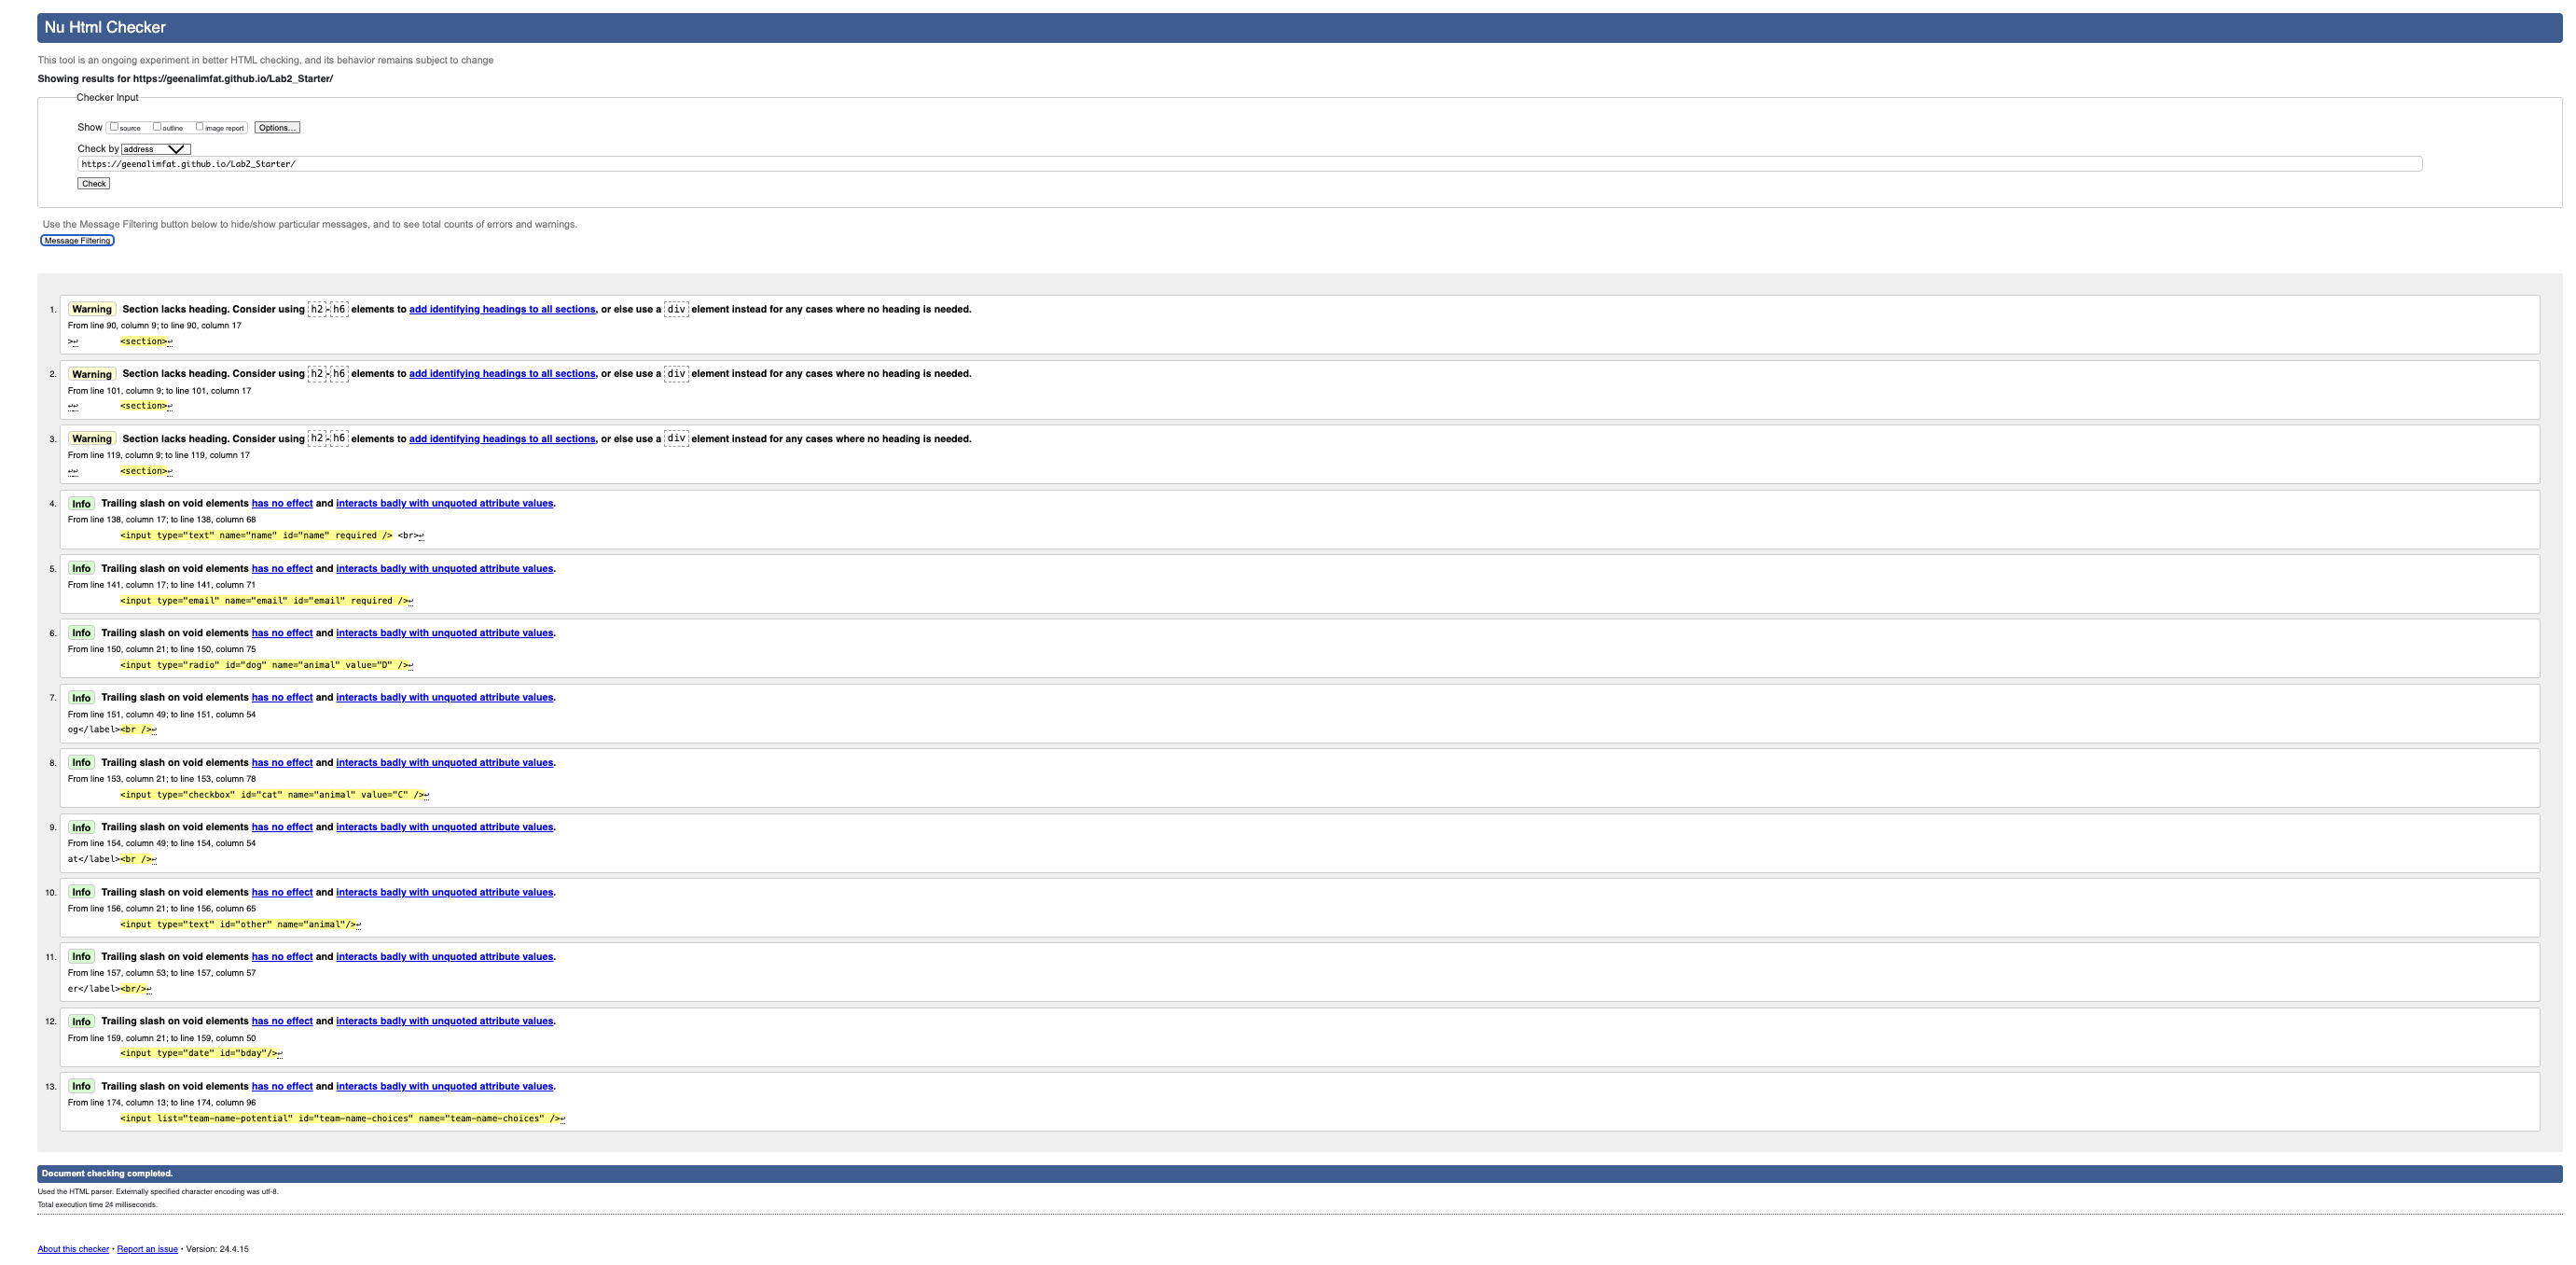 Nu Html Checker
This tool is an ongoing experiment in better HTML checking, and its behavior remains subject to change
Showing results for https://geenalimfat.github.io/Lab2_Starter/
Checker Input
Show source outline image report Options...
Check by address
https://geenalimfat.github.io/Lab2_Starter/
Check
Use the Message Filtering button below to hide/show particular messages, and to see total counts of errors and warnings.
Message Filtering
1. Warning Section lacks heading. Consider using h2-h6 elements to add identifying headings to all sections, or else use a div element instead for any cases where no heading is needed.
From line 90, column 9; to line 90, column 17
>↩ <section>↩
2. Warning Section lacks heading. Consider using h2-h6 elements to add identifying headings to all sections, or else use a div element instead for any cases where no heading is needed.
From line 101, column 9; to line 101, column 17
↩↩ <section>↩
3. Warning Section lacks heading. Consider using h2-h6 elements to add identifying headings to all sections, or else use a div element instead for any cases where no heading is needed.
From line 119, column 9; to line 119, column 17
↩↩ <section>↩
4. Info Trailing slash on void elements has no effect and interacts badly with unquoted attribute values.
From line 138, column 17; to line 138, column 68
<input type="text" name="name" id="name" required /> <br>↩
5. Info Trailing slash on void elements has no effect and interacts badly with unquoted attribute values.
From line 141, column 17; to line 141, column 71
<input type="email" name="email" id="email" required />↩
6. Info Trailing slash on void elements has no effect and interacts badly with unquoted attribute values.
From line 150, column 21; to line 150, column 75
<input type="radio" id="dog" name="animal" value="D" />↩
7. Info Trailing slash on void elements has no effect and interacts badly with unquoted attribute values.
From line 151, column 49; to line 151, column 54
og</label><br />↩
8. Info Trailing slash on void elements has no effect and interacts badly with unquoted attribute values.
From line 153, column 21; to line 153, column 78
<input type="checkbox" id="cat" name="animal" value="C" />↩
9. Info Trailing slash on void elements has no effect and interacts badly with unquoted attribute values.
From line 154, column 49; to line 154, column 54
at</label><br />↩
10. Info Trailing slash on void elements has no effect and interacts badly with unquoted attribute values.
From line 156, column 21; to line 156, column 65
<input type="text" id="other" name="animal"/>↩
11. Info Trailing slash on void elements has no effect and interacts badly with unquoted attribute values.
From line 157, column 53; to line 157, column 57
er</label><br/>↩
12. Info Trailing slash on void elements has no effect and interacts badly with unquoted attribute values.
From line 159, column 21; to line 159, column 50
<input type="date" id="bday"/>↩
13. Info Trailing slash on void elements has no effect and interacts badly with unquoted attribute values.
From line 174, column 13; to line 174, column 96
<input list="team-name-potential" id="team-name-choices" name="team-name-choices" />↩
Document checking completed.
Used the HTML parser. Externally specified character encoding was utf-8.
Total execution time 24 milliseconds.
About this checker • Report an issue • Version: 24.4.15